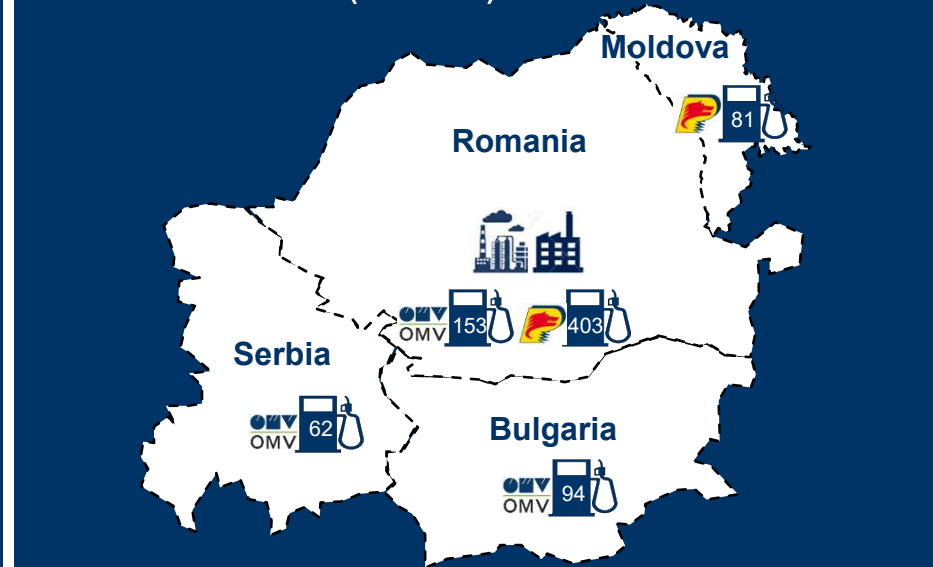 Moldova
81
Romania
OMV
153
403
Serbia
OMV
62
Bulgaria
OMV
94